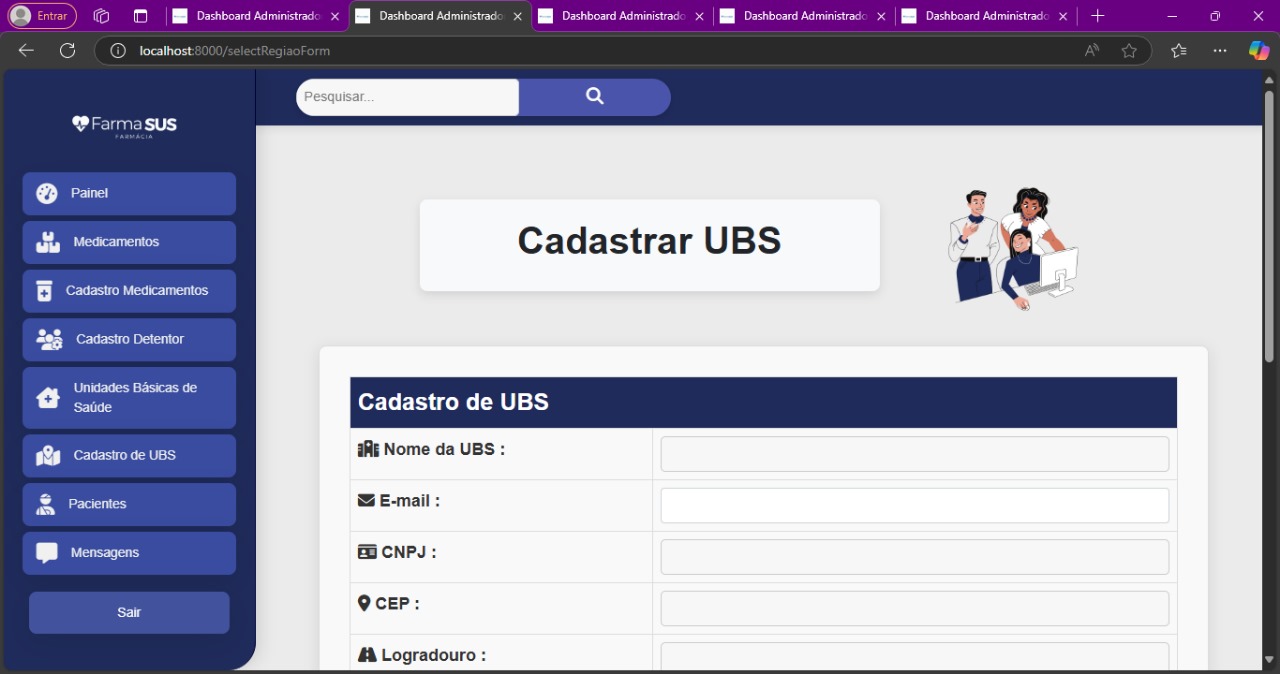 Entrar
Dashboard Administrado
Dashboard Administrado
Dashboard Administrado
Dashboard Administrado
Dashboard Administrado
localhost:8000/selectRegiaoForm
Farma SUS
FARMÁCIA
Pesquisar...
Painel
Medicamentos
Cadastro Medicamentos
Cadastro Detentor
Unidades Básicas de
Saúde
Cadastro de UBS
Pacientes
Mensagens
Sair
Cadastrar UBS
Cadastro de UBS
Nome da UBS :
E-mail :
CNPJ :
CEP :
Logradouro :